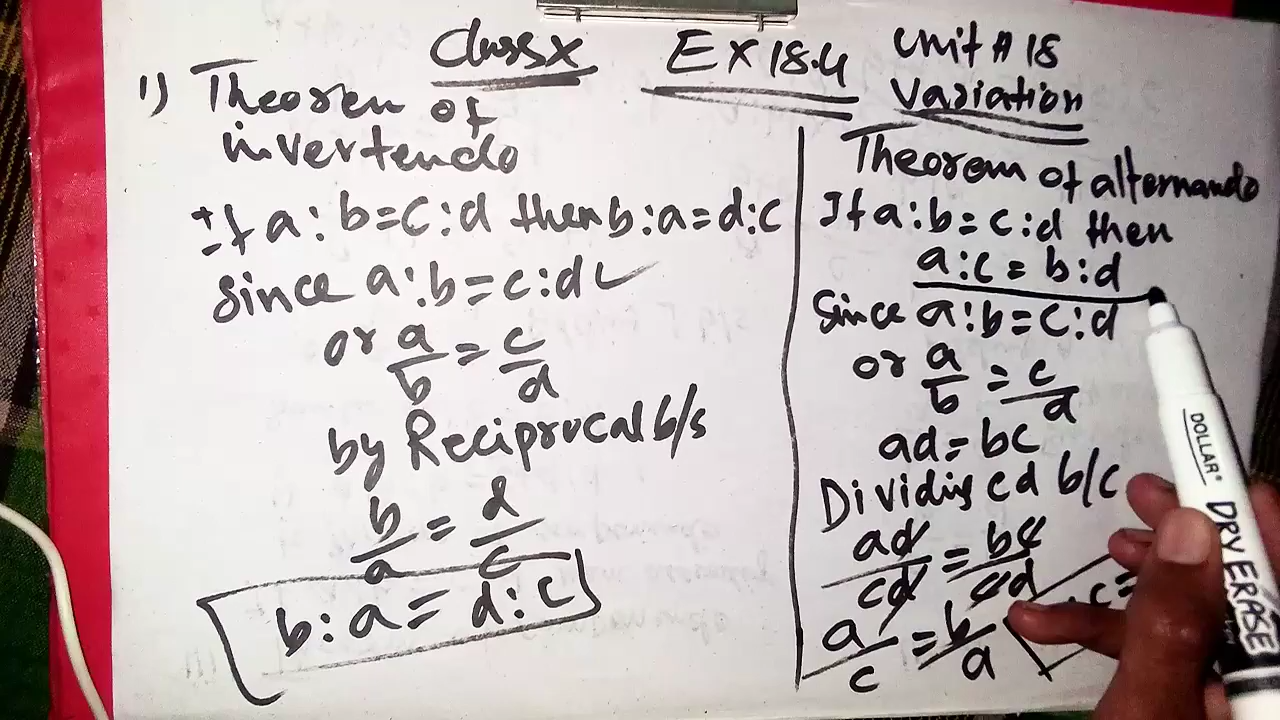 Class X Ex 18.4 Unit # 18
Variation
1) Theorem of
invertendo
If a:b=c:d then b:a=d:c
Since a:b=c:d
or a/b = c/d
by Reciprocal b/s
b/a = d/c
b:a = d:c
Theorem of alternando
If a:b=c:d then
a:c = b:d
Since a:b=c:d
or a/b = c/d
ad=bc
Dividing cd b/
ad/cd = bc/cd
a/c = b/d
c=
DOLLAR
DRY ERASE